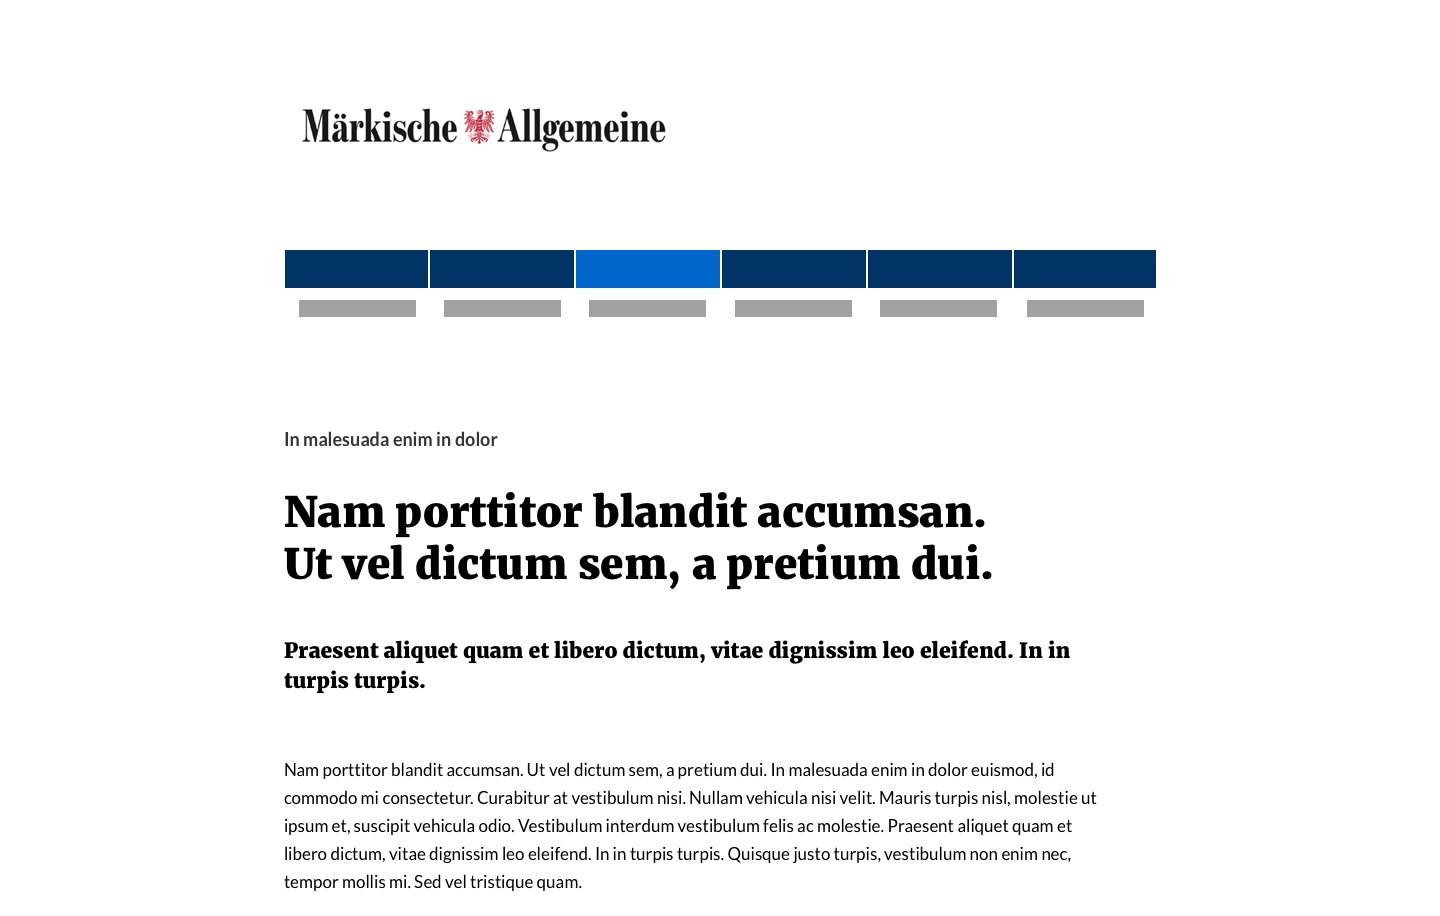 Märkische Allgemeine
In malesuada enim in dolor
Nam porttitor blandit accumsan.
Ut vel dictum sem, a pretium dui.
Praesent aliquet quam et libero dictum, vitae dignissim leo eleifend. In in
turpis turpis.
Nam porttitor blandit accumsan. Ut vel dictum sem, a pretium dui. In malesuada enim in dolor euismod, id
commodo mi consectetur. Curabitur at vestibulum nisi. Nullam vehicula nisi velit. Mauris turpis nisl, molestie ut
ipsum et, suscipit vehicula odio. Vestibulum interdum vestibulum felis ac molestie. Praesent aliquet quam et
libero dictum, vitae dignissim leo eleifend. In in turpis turpis. Quisque justo turpis, vestibulum non enim nec,
tempor mollis mi. Sed vel tristique quam.